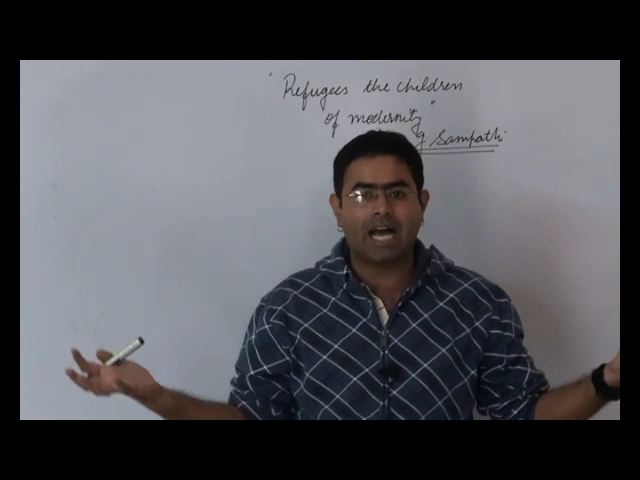 "Refugees the children
of modernity"
g Sampath